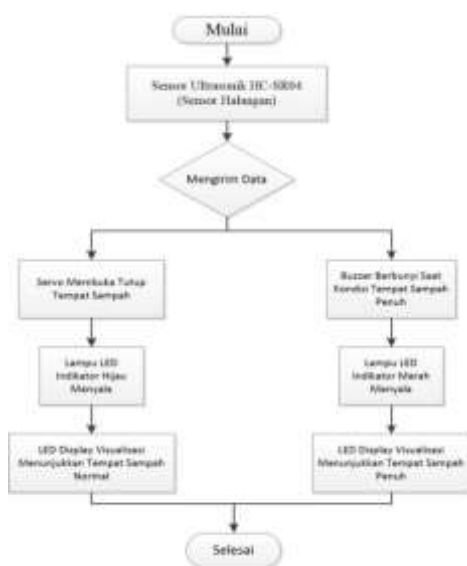 Mulai
Sensor Ultrasonik HC-SR04
(Sensor Halangan)
Mengirim Data
Servo Membuka Tutup
Tempat Sampah
Buzzer Berbunyi Saat
Kondisi Tempat Sampah
Penuh
Lampu LED
Indikator Hijau
Menyala
Lampu LED
Indikator Merah
Menyala
LED Display Visualisasi
Menunjukkan Tempat Sampah
Normal
LED Display Visualisasi
Menunjukkan Tempat Sampah
Penuh
Selesai